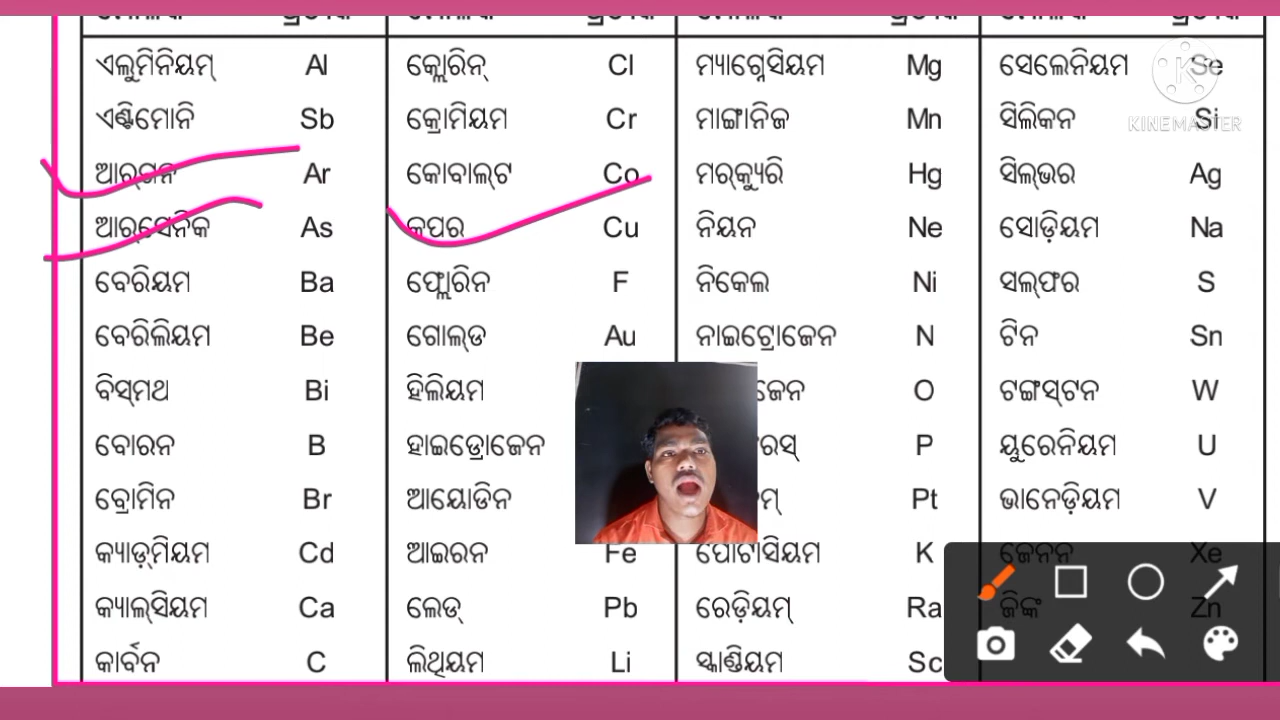 ଏଲୁମିନିୟମ୍ Al କ୍ଲୋରିନ୍ Cl ମ୍ୟାଗ୍ନେସିୟମ Mg ସେଲେନିୟମ Se
ଏଣ୍ଟିମୋନି Sb କ୍ରୋମିୟମ Cr ମାଙ୍ଗାନିଜ Mn ସିଲିକନ Si
KINEMASTER
ଆର୍‌ଗନ Ar କୋବାଲ୍‌ଟ Co ମର୍‌କ୍ୟୁରି Hg ସିଲ୍‌ଭର Ag
ଆର୍‌ସେନିକ As କପର Cu ନିୟନ Ne ସୋଡ଼ିୟମ Na
ବେରିୟମ Ba ଫ୍ଲୋରିନ F ନିକେଲ Ni ସଲ୍‌ଫର S
ବେରିଲିୟମ Be ଗୋଲ୍‌ଡ Au ନାଇଟ୍ରୋଜେନ N ଟିନ Sn
ବିସ୍‌ମଥ Bi ହିଲିୟମ ଜେନ O ଟଙ୍ଗସ୍‌ଟନ W
ବୋରନ B ହାଇଡ୍ରୋଜେନ ରସ୍ P ୟୁରେନିୟମ U
ବ୍ରୋମିନ Br ଆୟୋଡିନ ମ୍ Pt ଭାନେଡ଼ିୟମ V
କ୍ୟାଡ଼୍‌ମିୟମ Cd ଆଇରନ Fe ପୋଟାସିୟମ K ଜେନନ Xe
କ୍ୟାଲ୍‌ସିୟମ Ca ଲେଡ୍ Pb ରେଡ଼ିୟମ୍ Ra ଜିଙ୍କ Zn
କାର୍ବନ C ଲିଥିୟମ Li ସ୍କାଣ୍ଡିୟମ Sc